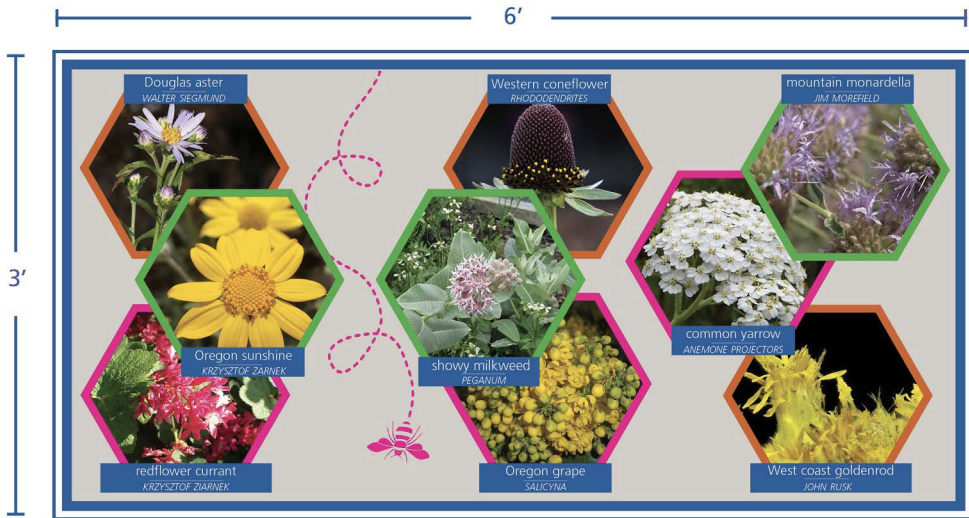 6'
3'
Douglas aster
WALTER SIEGMUND
Western coneflower
RHODODENDRITES
mountain monardella
JIM MOREFIELD
Oregon sunshine
KRZYSZTOF ZARNEK
showy milkweed
PEGANUM
common yarrow
ANEMONE PROJECTORS
redflower currant
KRZYSZTOF ZIARNEK
Oregon grape
SALICYNA
West coast goldenrod
JOHN RUSK